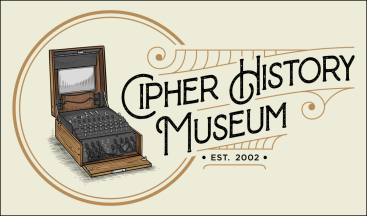 CIPHER HISTORY
MUSEUM
• EST. 2002 •